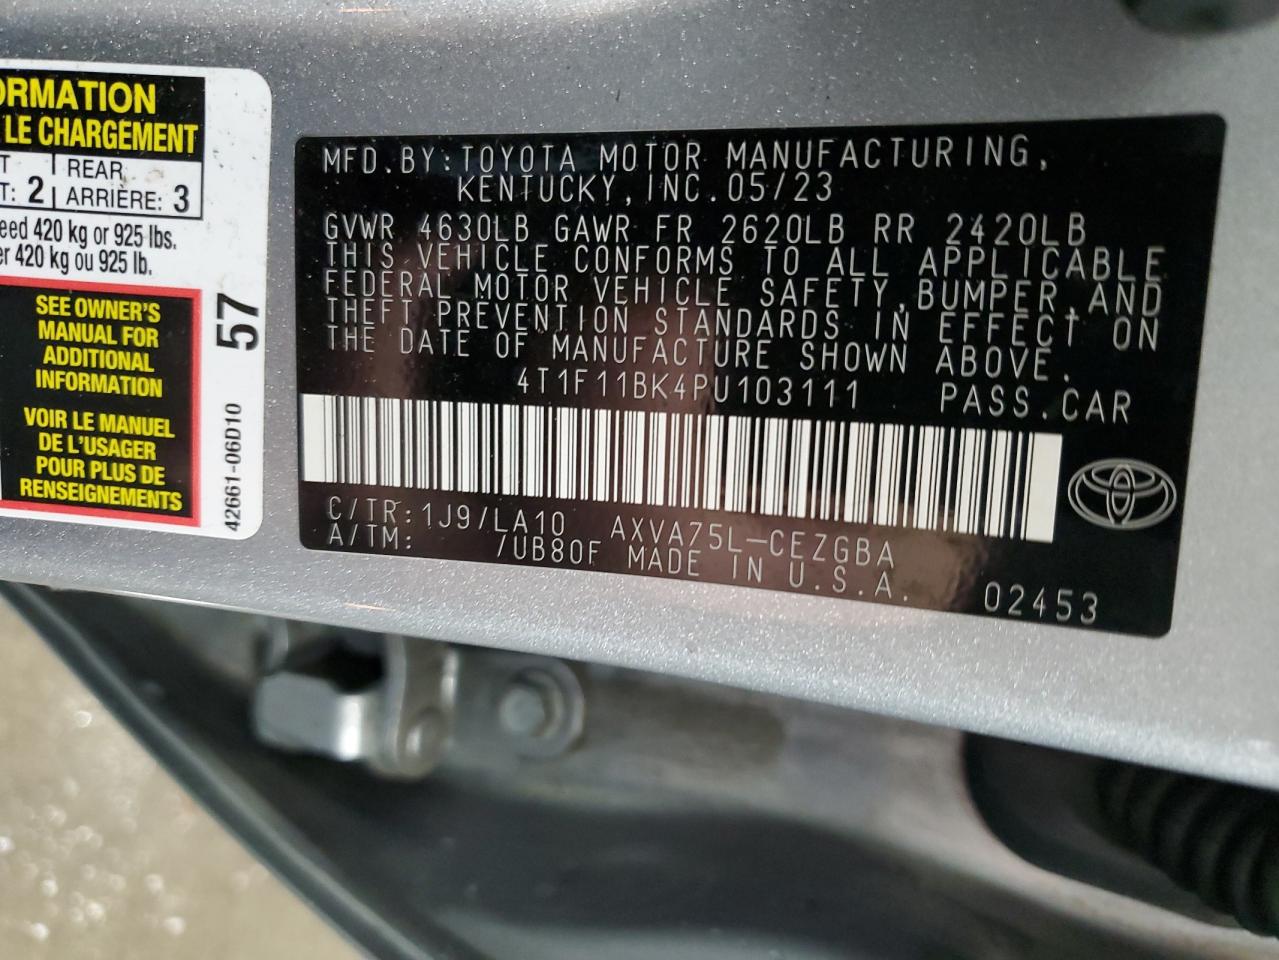 ORMATION
LE CHARGEMENT
T REAR
T: 2 ARRIÈRE: 3
eed 420 kg or 925 lbs.
er 420 kg ou 925 lb.
SEE OWNER'S
MANUAL FOR
ADDITIONAL
INFORMATION
VOIR LE MANUEL
DE L'USAGER
POUR PLUS DE
RENSEIGNEMENTS
57
42661-06D10
MFD. BY: TOYOTA MOTOR MANUFACTURING,
KENTUCKY, INC. 05/23
GVWR 4630LB GAWR FR 2620LB RR 2420LB
THIS VEHICLE CONFORMS TO ALL APPLICABLE
FEDERAL MOTOR VEHICLE SAFETY, BUMPER, AND
THEFT PREVENTION STANDARDS IN EFFECT ON
THE DATE OF MANUFACTURE SHOWN ABOVE.
4T1F11BK4PU103111 PASS. CAR
C/TR: 1J9/LA10 AXVA75L-CEZGBA
A/TM: /UB80F MADE IN U.S.A.
02453